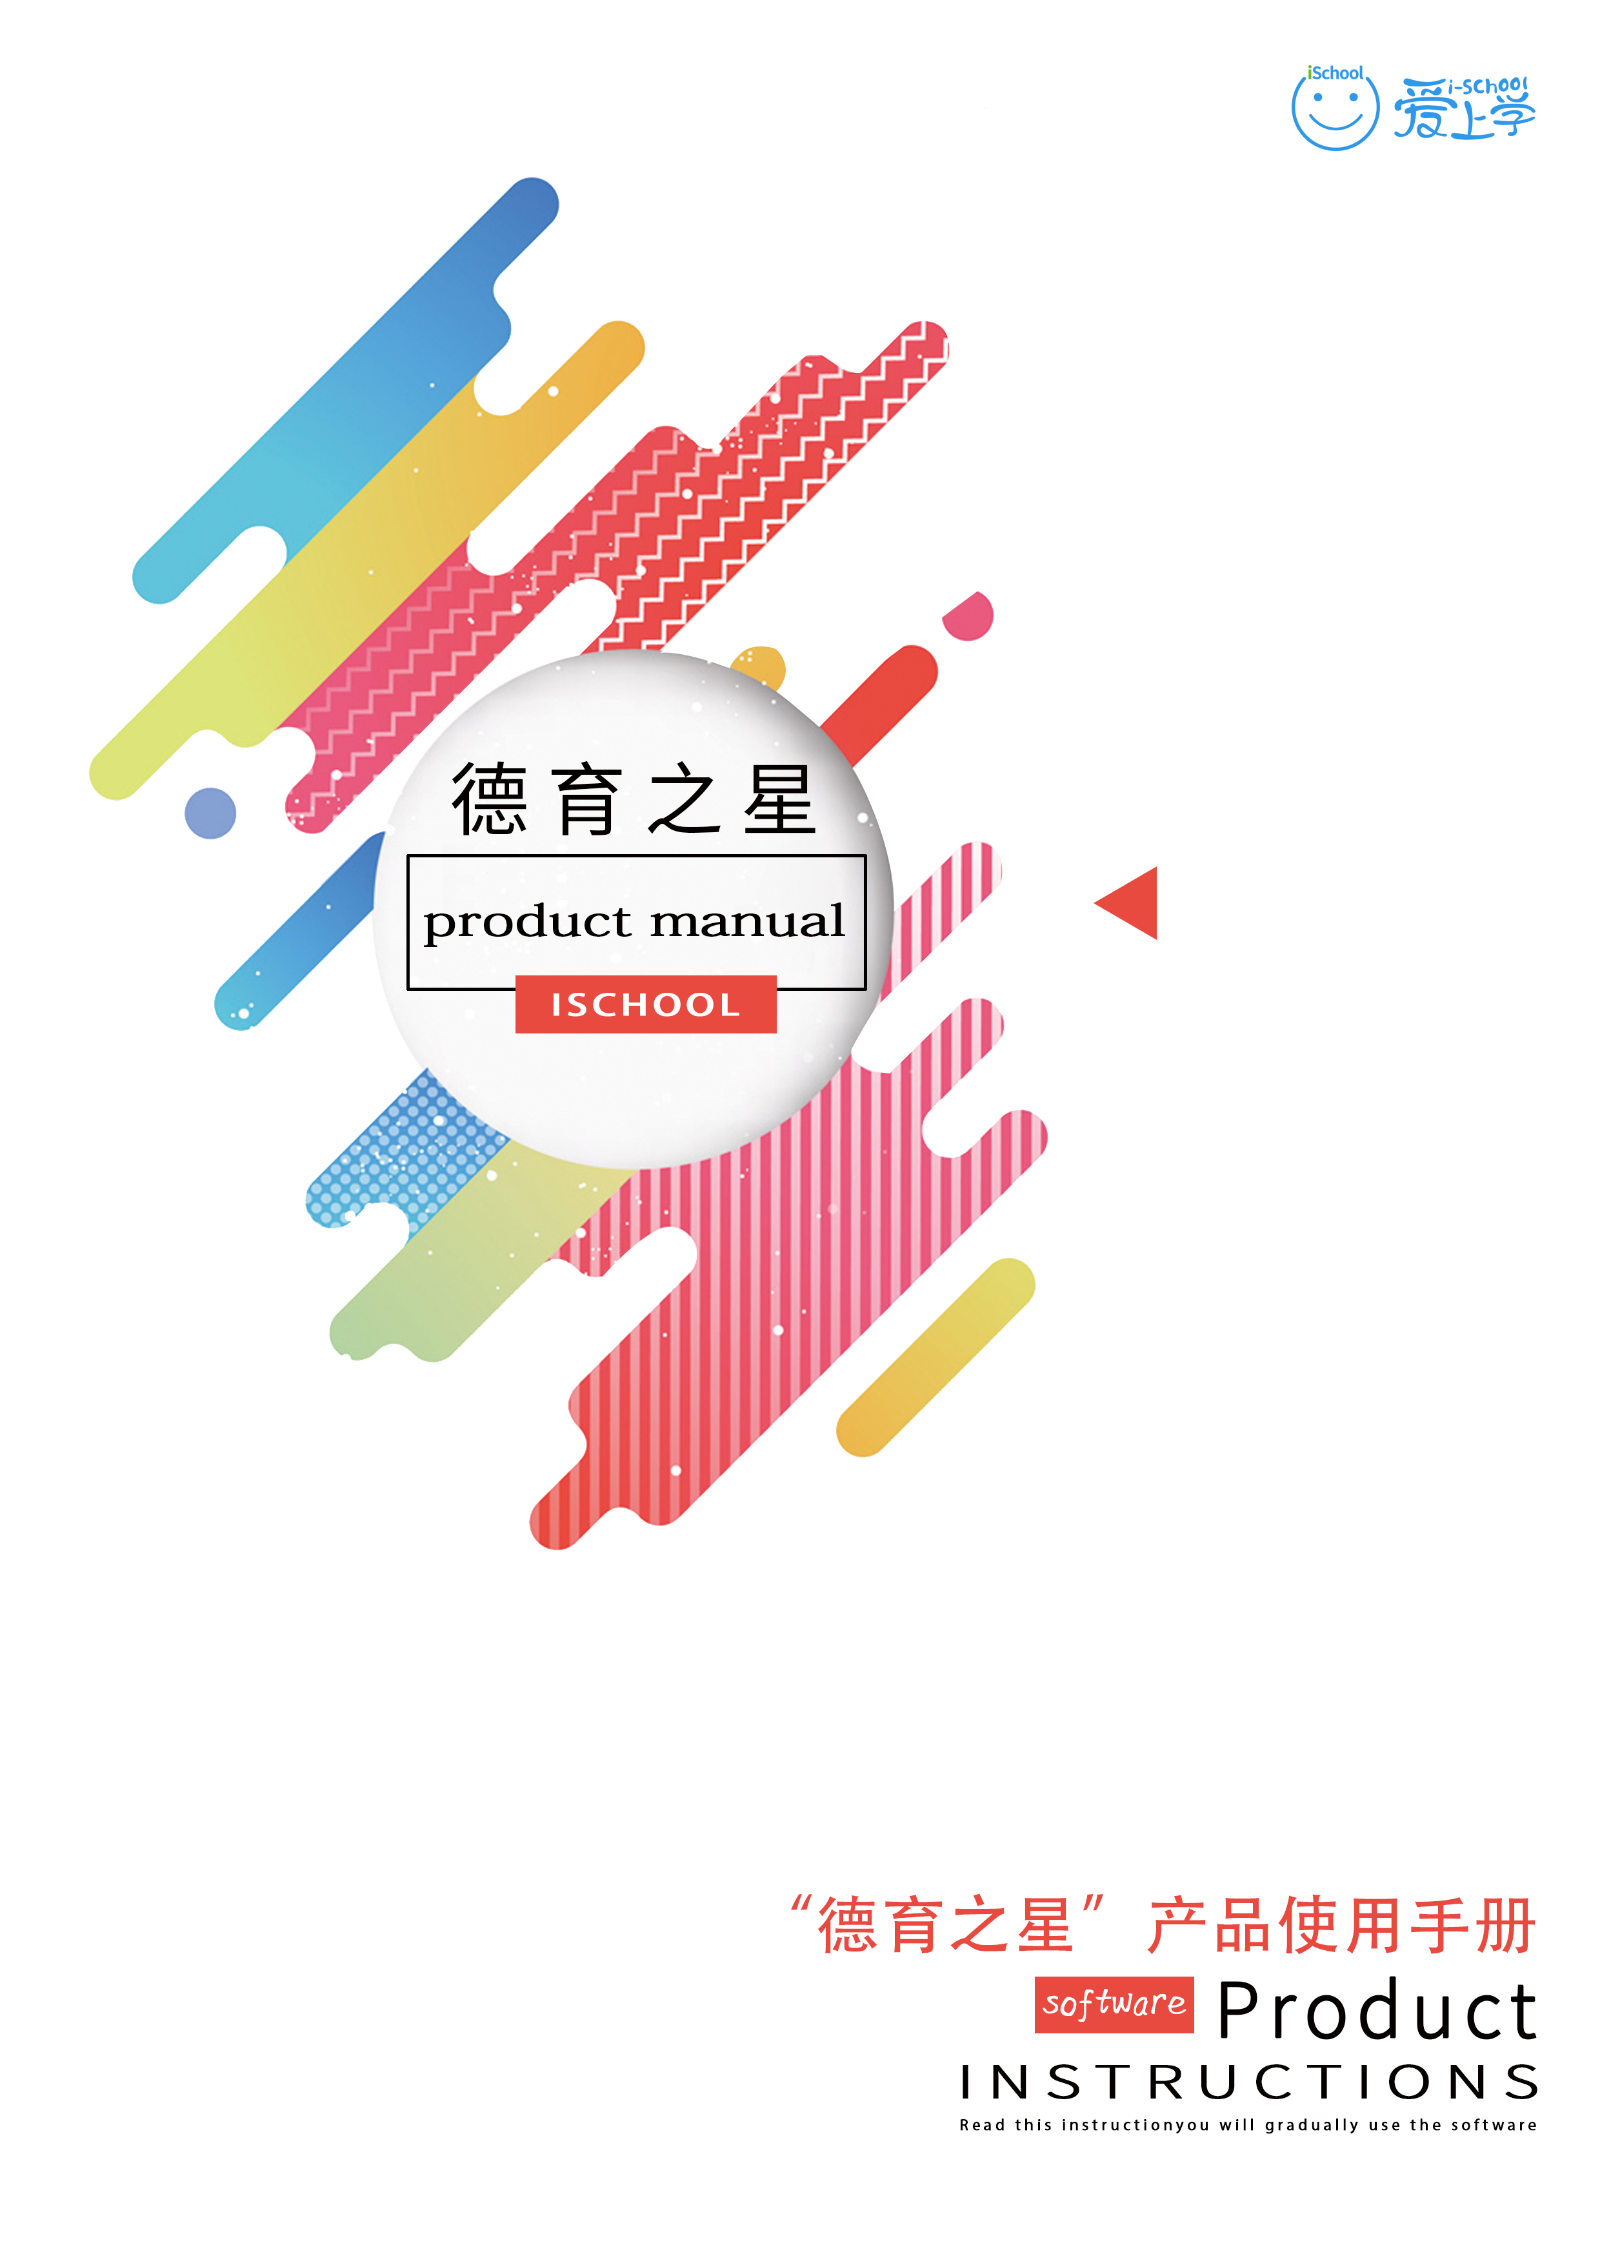 iSchool
i-school
爱上学
德育之星
product manual
ISCHOOL
“德育之星”产品使用手册
software Product
INSTRUCTIONS
Read this instructionyou will gradually use the software